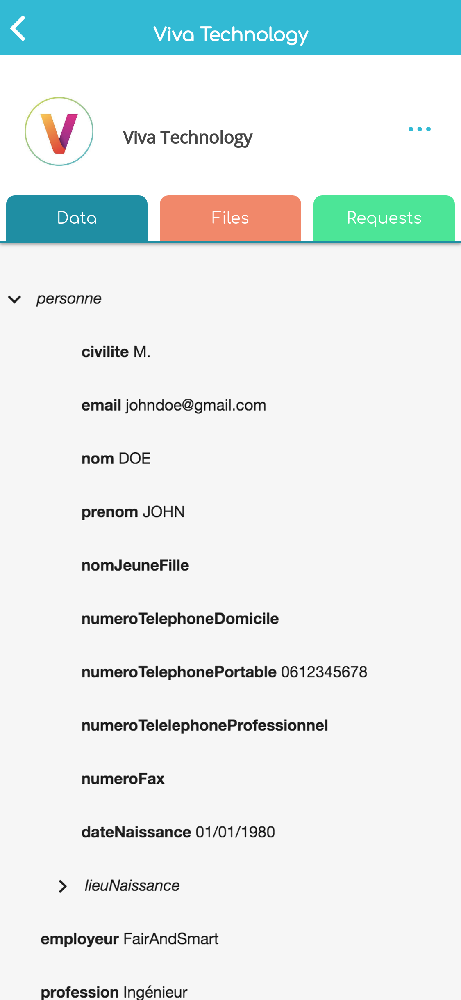 Viva Technology
Viva Technology
Data
Files
Requests
personne
civilite M.
email johndoe@gmail.com
nom DOE
prenom JOHN
nomJeuneFille
numeroTelephoneDomicile
numeroTelephonePortable 0612345678
numeroTelelephoneProfessionnel
numeroFax
dateNaissance 01/01/1980
lieuNaissance
employeur FairAndSmart
profession Ingénieur